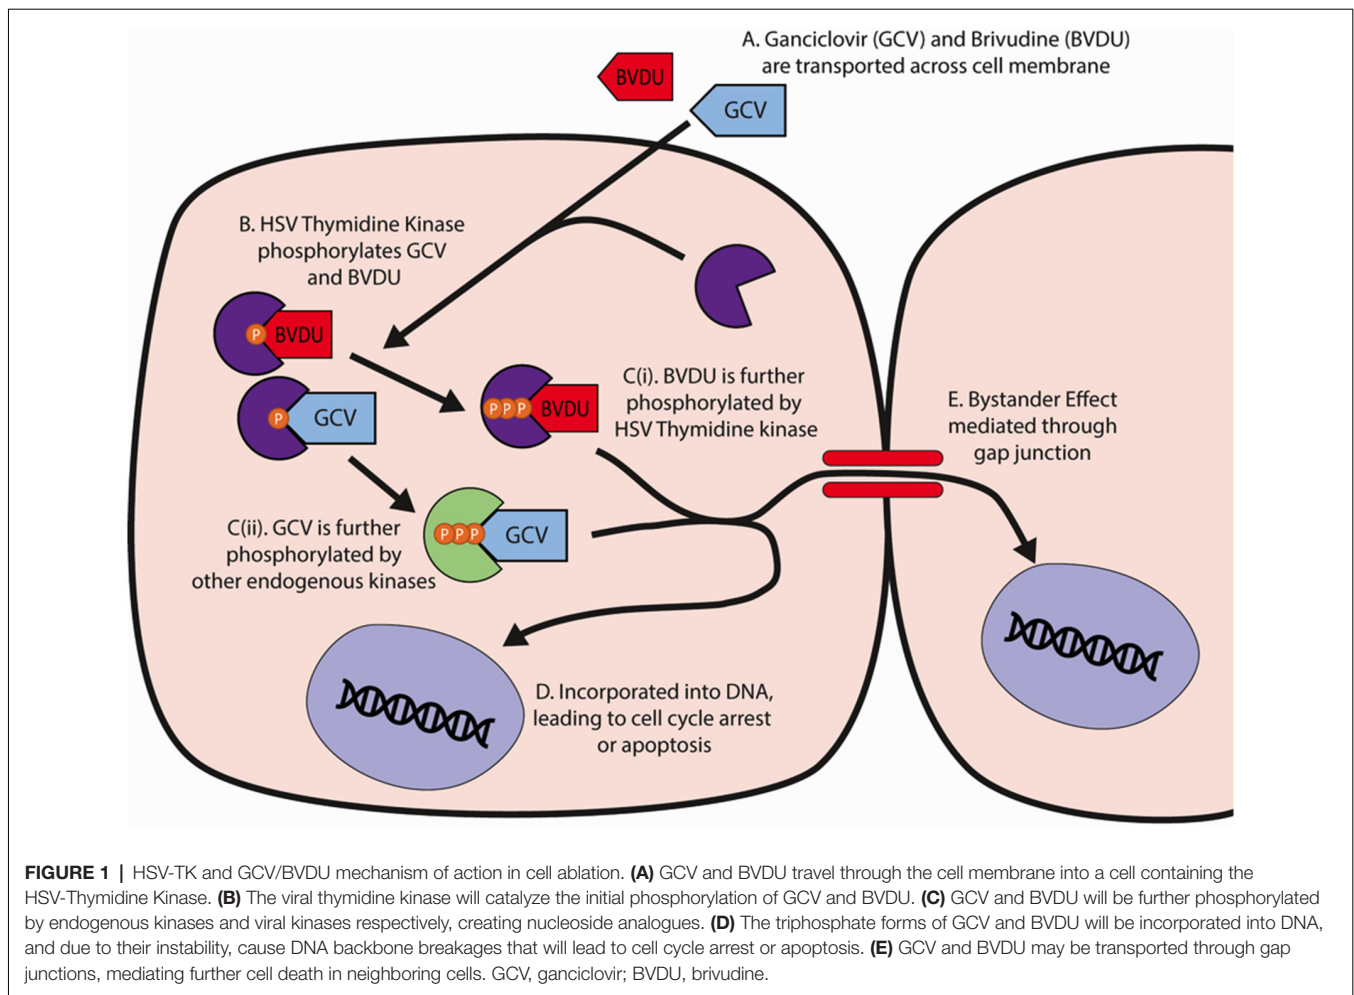 A. Ganciclovir (GCV) and Brivudine (BVDU)
are transported across cell membrane
BVDU
GCV
B. HSV Thymidine Kinase
phosphorylates GCV
and BVDU
P
BVDU
P
GCV
C(i). BVDU is further
phosphorylated by
HSV Thymidine kinase
P P P
BVDU
E. Bystander Effect
mediated through
gap junction
C(ii). GCV is further
phosphorylated by
other endogenous kinases
P P P
GCV
D. Incorporated into DNA,
leading to cell cycle arrest
or apoptosis
FIGURE 1 | HSV-TK and GCV/BVDU mechanism of action in cell ablation. (A) GCV and BVDU travel through the cell membrane into a cell containing the
HSV-Thymidine Kinase. (B) The viral thymidine kinase will catalyze the initial phosphorylation of GCV and BVDU. (C) GCV and BVDU will be further phosphorylated
by endogenous kinases and viral kinases respectively, creating nucleoside analogues. (D) The triphosphate forms of GCV and BVDU will be incorporated into DNA,
and due to their instability, cause DNA backbone breakages that will lead to cell cycle arrest or apoptosis. (E) GCV and BVDU may be transported through gap
junctions, mediating further cell death in neighboring cells. GCV, ganciclovir; BVDU, brivudine.